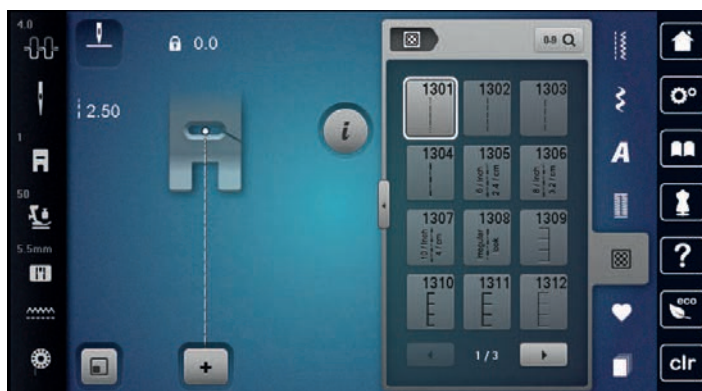 4.0
0.0
0-9
2.50
i
1301 1302 1303
1304 1305 1306
6 / Inch
2.4 / cm
8 / Inch
3.2 / cm
1
50
1307 1308 1309
10 / Inch
4 / cm
Irregular
look
5.5mm
1310 1311 1312
1 / 3
A
?
eco
clr